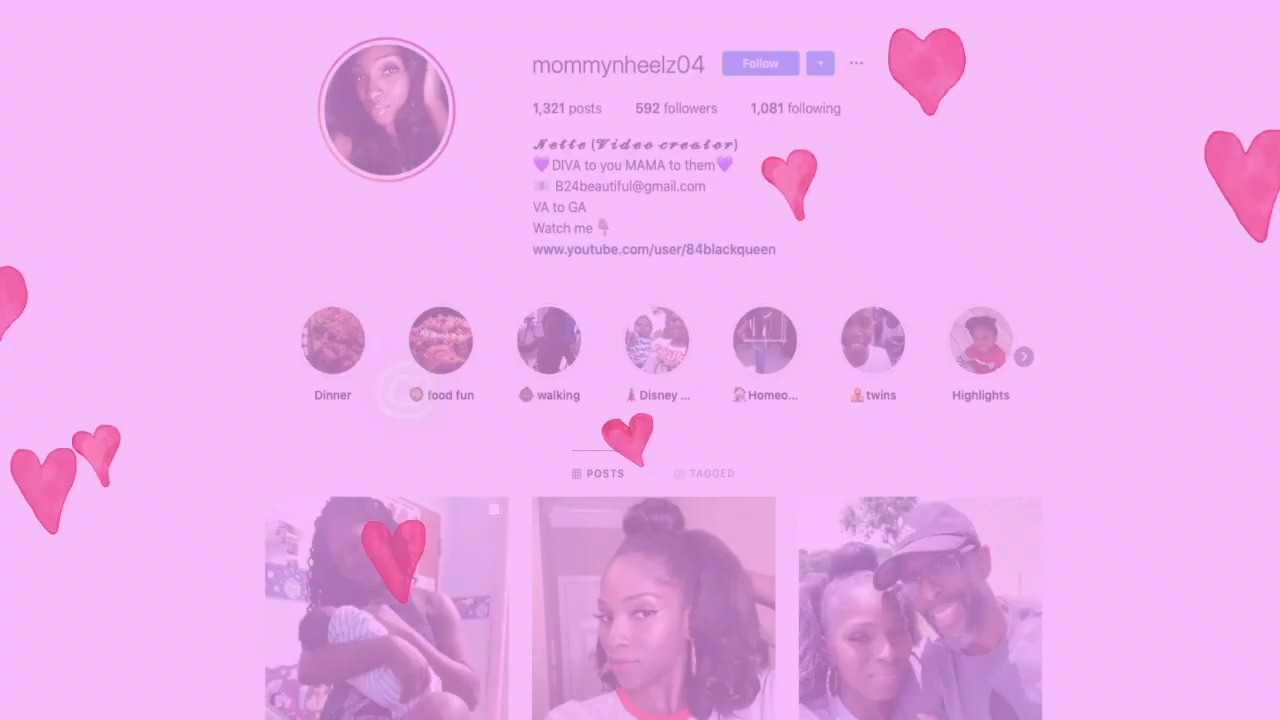 mommynheelz04 Follow
1,321 posts 592 followers 1,081 following
Nette (Video creator)
💜DIVA to you MAMA to them💜
📧 B24beautiful@gmail.com
VA to GA
Watch me 👇🏾
www.youtube.com/user/84blackqueen
Dinner food fun walking Disney ... Homeo... twins Highlights
POSTS TAGGED